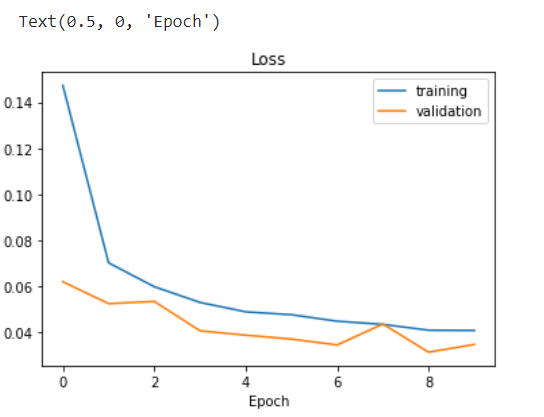 Text(0.5, 0, 'Epoch')
Loss
training
validation
0.14
0.12
0.10
0.08
0.06
0.04
0 2 4 6 8
Epoch